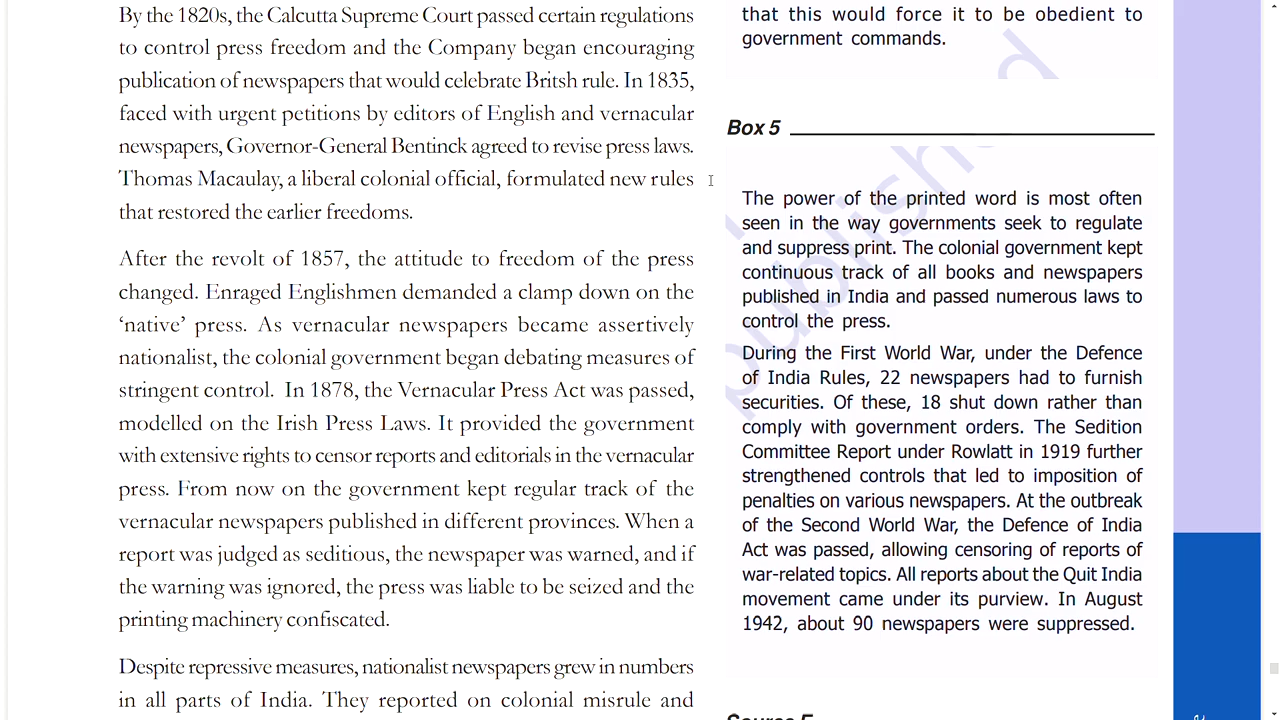 By the 1820s, the Calcutta Supreme Court passed certain regulations
to control press freedom and the Company began encouraging
publication of newspapers that would celebrate Britsh rule. In 1835,
faced with urgent petitions by editors of English and vernacular
newspapers, Governor-General Bentinck agreed to revise press laws.
Thomas Macaulay, a liberal colonial official, formulated new rules
that restored the earlier freedoms.
After the revolt of 1857, the attitude to freedom of the press
changed. Enraged Englishmen demanded a clamp down on the
‘native’ press. As vernacular newspapers became assertively
nationalist, the colonial government began debating measures of
stringent control. In 1878, the Vernacular Press Act was passed,
modelled on the Irish Press Laws. It provided the government
with extensive rights to censor reports and editorials in the vernacular
press. From now on the government kept regular track of the
vernacular newspapers published in different provinces. When a
report was judged as seditious, the newspaper was warned, and if
the warning was ignored, the press was liable to be seized and the
printing machinery confiscated.
Despite repressive measures, nationalist newspapers grew in numbers
in all parts of India. They reported on colonial misrule and
that this would force it to be obedient to
government commands.
Box 5
The power of the printed word is most often
seen in the way governments seek to regulate
and suppress print. The colonial government kept
continuous track of all books and newspapers
published in India and passed numerous laws to
control the press.
During the First World War, under the Defence
of India Rules, 22 newspapers had to furnish
securities. Of these, 18 shut down rather than
comply with government orders. The Sedition
Committee Report under Rowlatt in 1919 further
strengthened controls that led to imposition of
penalties on various newspapers. At the outbreak
of the Second World War, the Defence of India
Act was passed, allowing censoring of reports of
war-related topics. All reports about the Quit India
movement came under its purview. In August
1942, about 90 newspapers were suppressed.
published